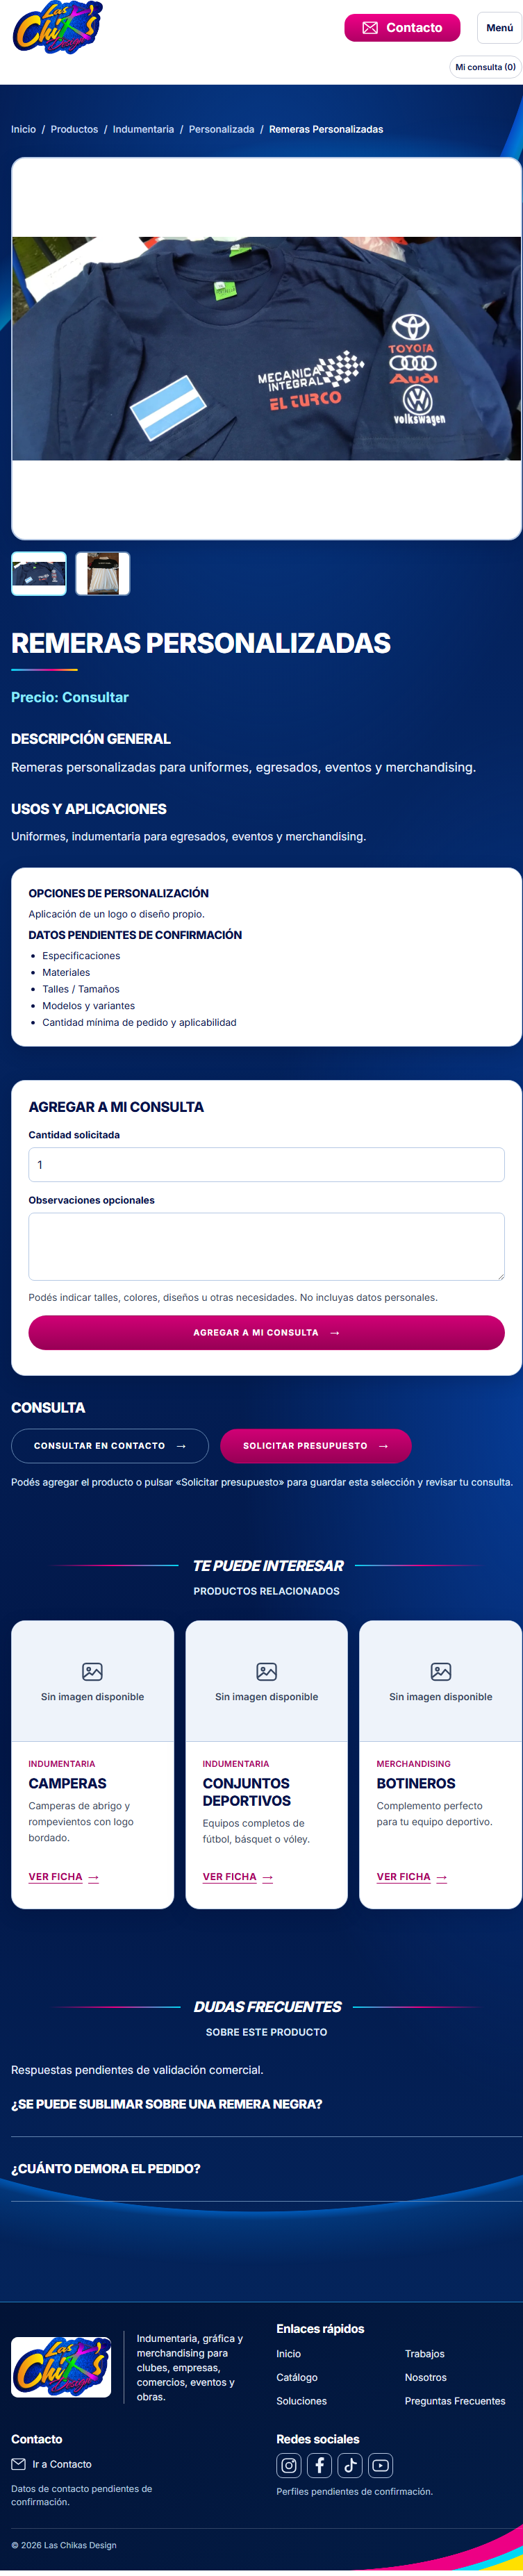 Las
Chik's
Design
Contacto
Menú
Mi consulta (0)
Inicio / Productos / Indumentaria / Personalizada / Remeras Personalizadas
MECANICA
INTEGRAL
EL TURCO
TOYOTA
Audi
volkswagen
REMERAS PERSONALIZADAS
Precio: Consultar
DESCRIPCIÓN GENERAL
Remeras personalizadas para uniformes, egresados, eventos y merchandising.
USOS Y APLICACIONES
Uniformes, indumentaria para egresados, eventos y merchandising.
OPCIONES DE PERSONALIZACIÓN
Aplicación de un logo o diseño propio.
DATOS PENDIENTES DE CONFIRMACIÓN
• Especificaciones
• Materiales
• Talles / Tamaños
• Modelos y variantes
• Cantidad mínima de pedido y aplicabilidad
AGREGAR A MI CONSULTA
Cantidad solicitada
1
Observaciones opcionales
Podés indicar talles, colores, diseños u otras necesidades. No incluyas datos personales.
AGREGAR A MI CONSULTA →
CONSULTA
CONSULTAR EN CONTACTO →
SOLICITAR PRESUPUESTO →
Podés agregar el producto o pulsar «Solicitar presupuesto» para guardar esta selección y revisar tu consulta.
TE PUEDE INTERESAR
PRODUCTOS RELACIONADOS
Sin imagen disponible
INDUMENTARIA
CAMPERAS
Camperas de abrigo y
rompevientos con logo
bordado.
VER FICHA →
Sin imagen disponible
INDUMENTARIA
CONJUNTOS
DEPORTIVOS
Equipos completos de
fútbol, básquet o vóley.
VER FICHA →
Sin imagen disponible
MERCHANDISING
BOTINEROS
Complemento perfecto
para tu equipo deportivo.
VER FICHA →
DUDAS FRECUENTES
SOBRE ESTE PRODUCTO
Respuestas pendientes de validación comercial.
¿SE PUEDE SUBLIMAR SOBRE UNA REMERA NEGRA?
¿CUÁNTO DEMORA EL PEDIDO?
Las
Chik's
Design
Indumentaria, gráfica y
merchandising para
clubes, empresas,
comercios, eventos y
obras.
Enlaces rápidos
Inicio
Catálogo
Soluciones
Trabajos
Nosotros
Preguntas Frecuentes
Contacto
Ir a Contacto
Datos de contacto pendientes de
confirmación.
Redes sociales
Perfiles pendientes de confirmación.
© 2026 Las Chikas Design